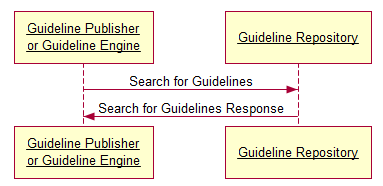 Guideline Publisher
or Guideline Engine
Guideline Repository
Search for Guidelines
Search for Guidelines Response
Guideline Publisher
or Guideline Engine
Guideline Repository